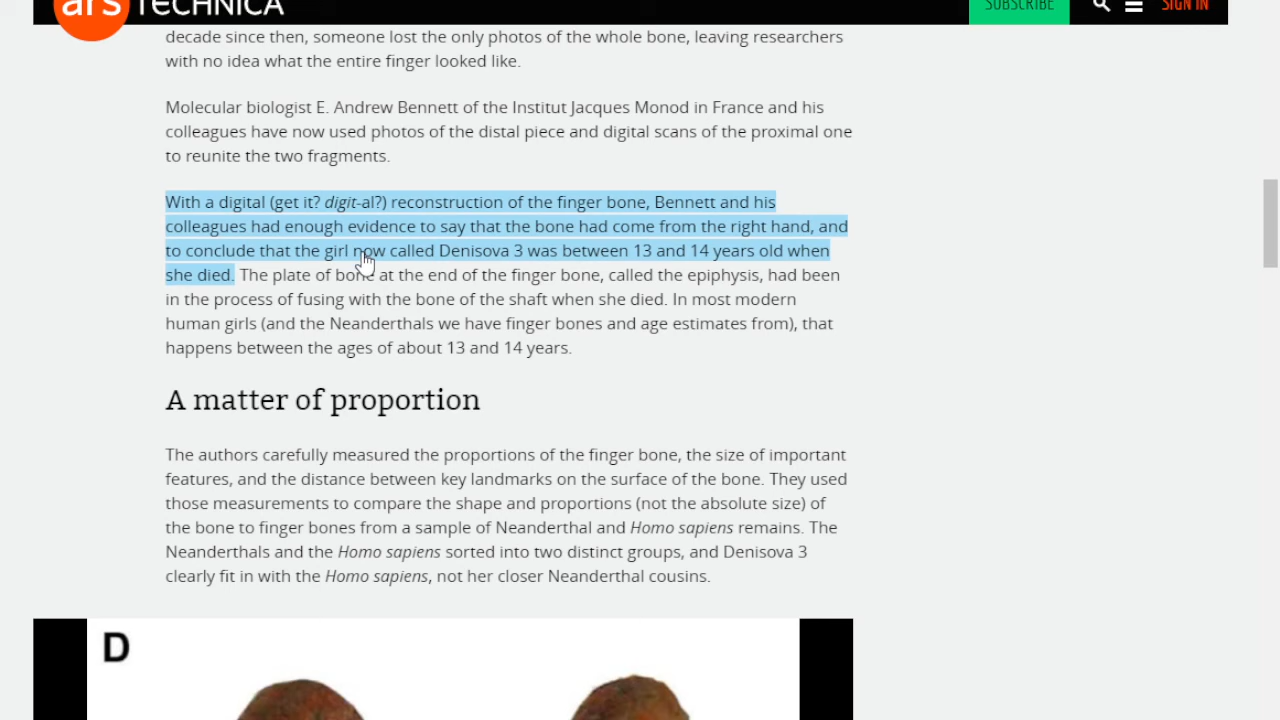 ars TECHNICA
SUBSCRIBE
SIGN IN
decade since then, someone lost the only photos of the whole bone, leaving researchers
with no idea what the entire finger looked like.
Molecular biologist E. Andrew Bennett of the Institut Jacques Monod in France and his
colleagues have now used photos of the distal piece and digital scans of the proximal one
to reunite the two fragments.
With a digital (get it? digit-al?) reconstruction of the finger bone, Bennett and his
colleagues had enough evidence to say that the bone had come from the right hand, and
to conclude that the girl now called Denisova 3 was between 13 and 14 years old when
she died. The plate of bone at the end of the finger bone, called the epiphysis, had been
in the process of fusing with the bone of the shaft when she died. In most modern
human girls (and the Neanderthals we have finger bones and age estimates from), that
happens between the ages of about 13 and 14 years.
A matter of proportion
The authors carefully measured the proportions of the finger bone, the size of important
features, and the distance between key landmarks on the surface of the bone. They used
those measurements to compare the shape and proportions (not the absolute size) of
the bone to finger bones from a sample of Neanderthal and Homo sapiens remains. The
Neanderthals and the Homo sapiens sorted into two distinct groups, and Denisova 3
clearly fit in with the Homo sapiens, not her closer Neanderthal cousins.
D